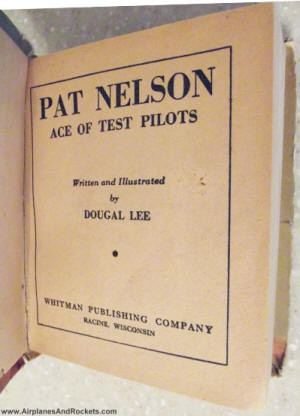 PAT NELSON
ACE OF TEST PILOTS
Written and Illustrated
by
DOUGAL LEE
WHITMAN PUBLISHING COMPANY
RACINE, WISCONSIN
www.AirplanesAndRockets.com